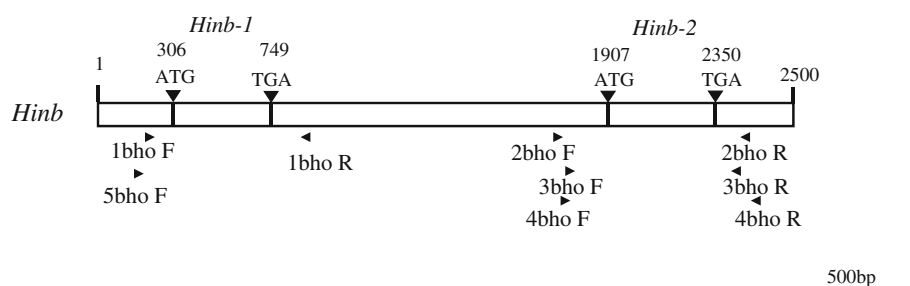 Hinb-1 Hinb-2
306 749 1907 2350
1 ATG TGA ATG TGA 2500
Hinb
1bho F 1bho R 2bho F 2bho R
5bho F 3bho F 3bho R
4bho F 4bho R
500bp